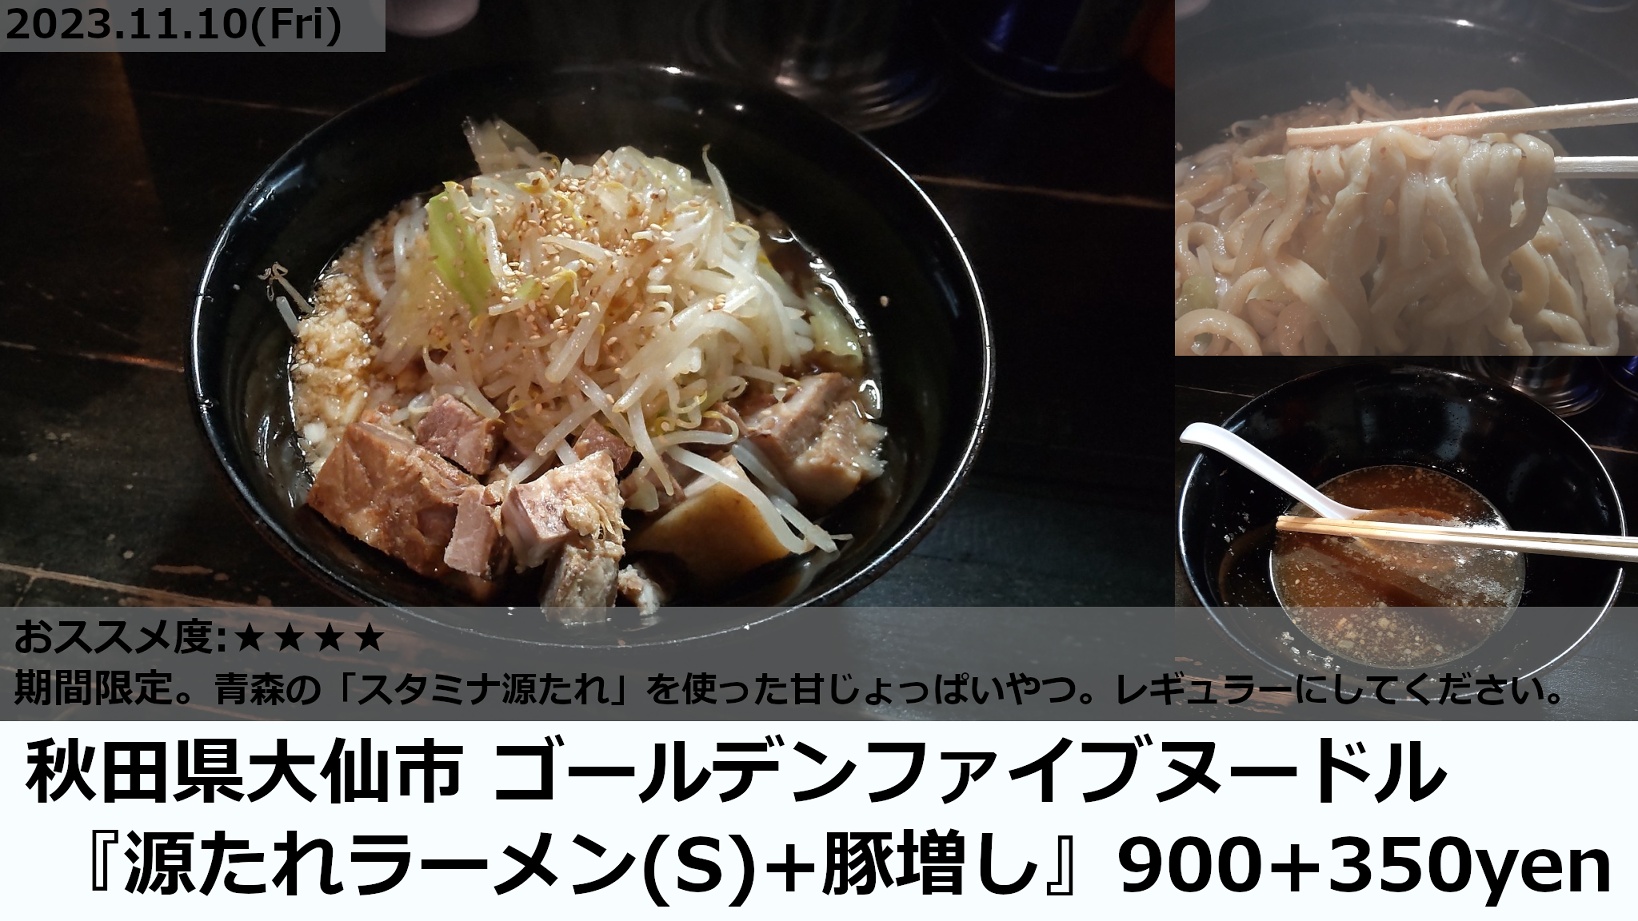 2023.11.10(Fri)
おススメ度:★★★★
期間限定。青森の「スタミナ源たれ」を使った甘じょっぱいやつ。レギュラーにしてください。
秋田県大仙市 ゴールデンファイブヌードル
『源たれラーメン(S)+豚増し』900+350yen